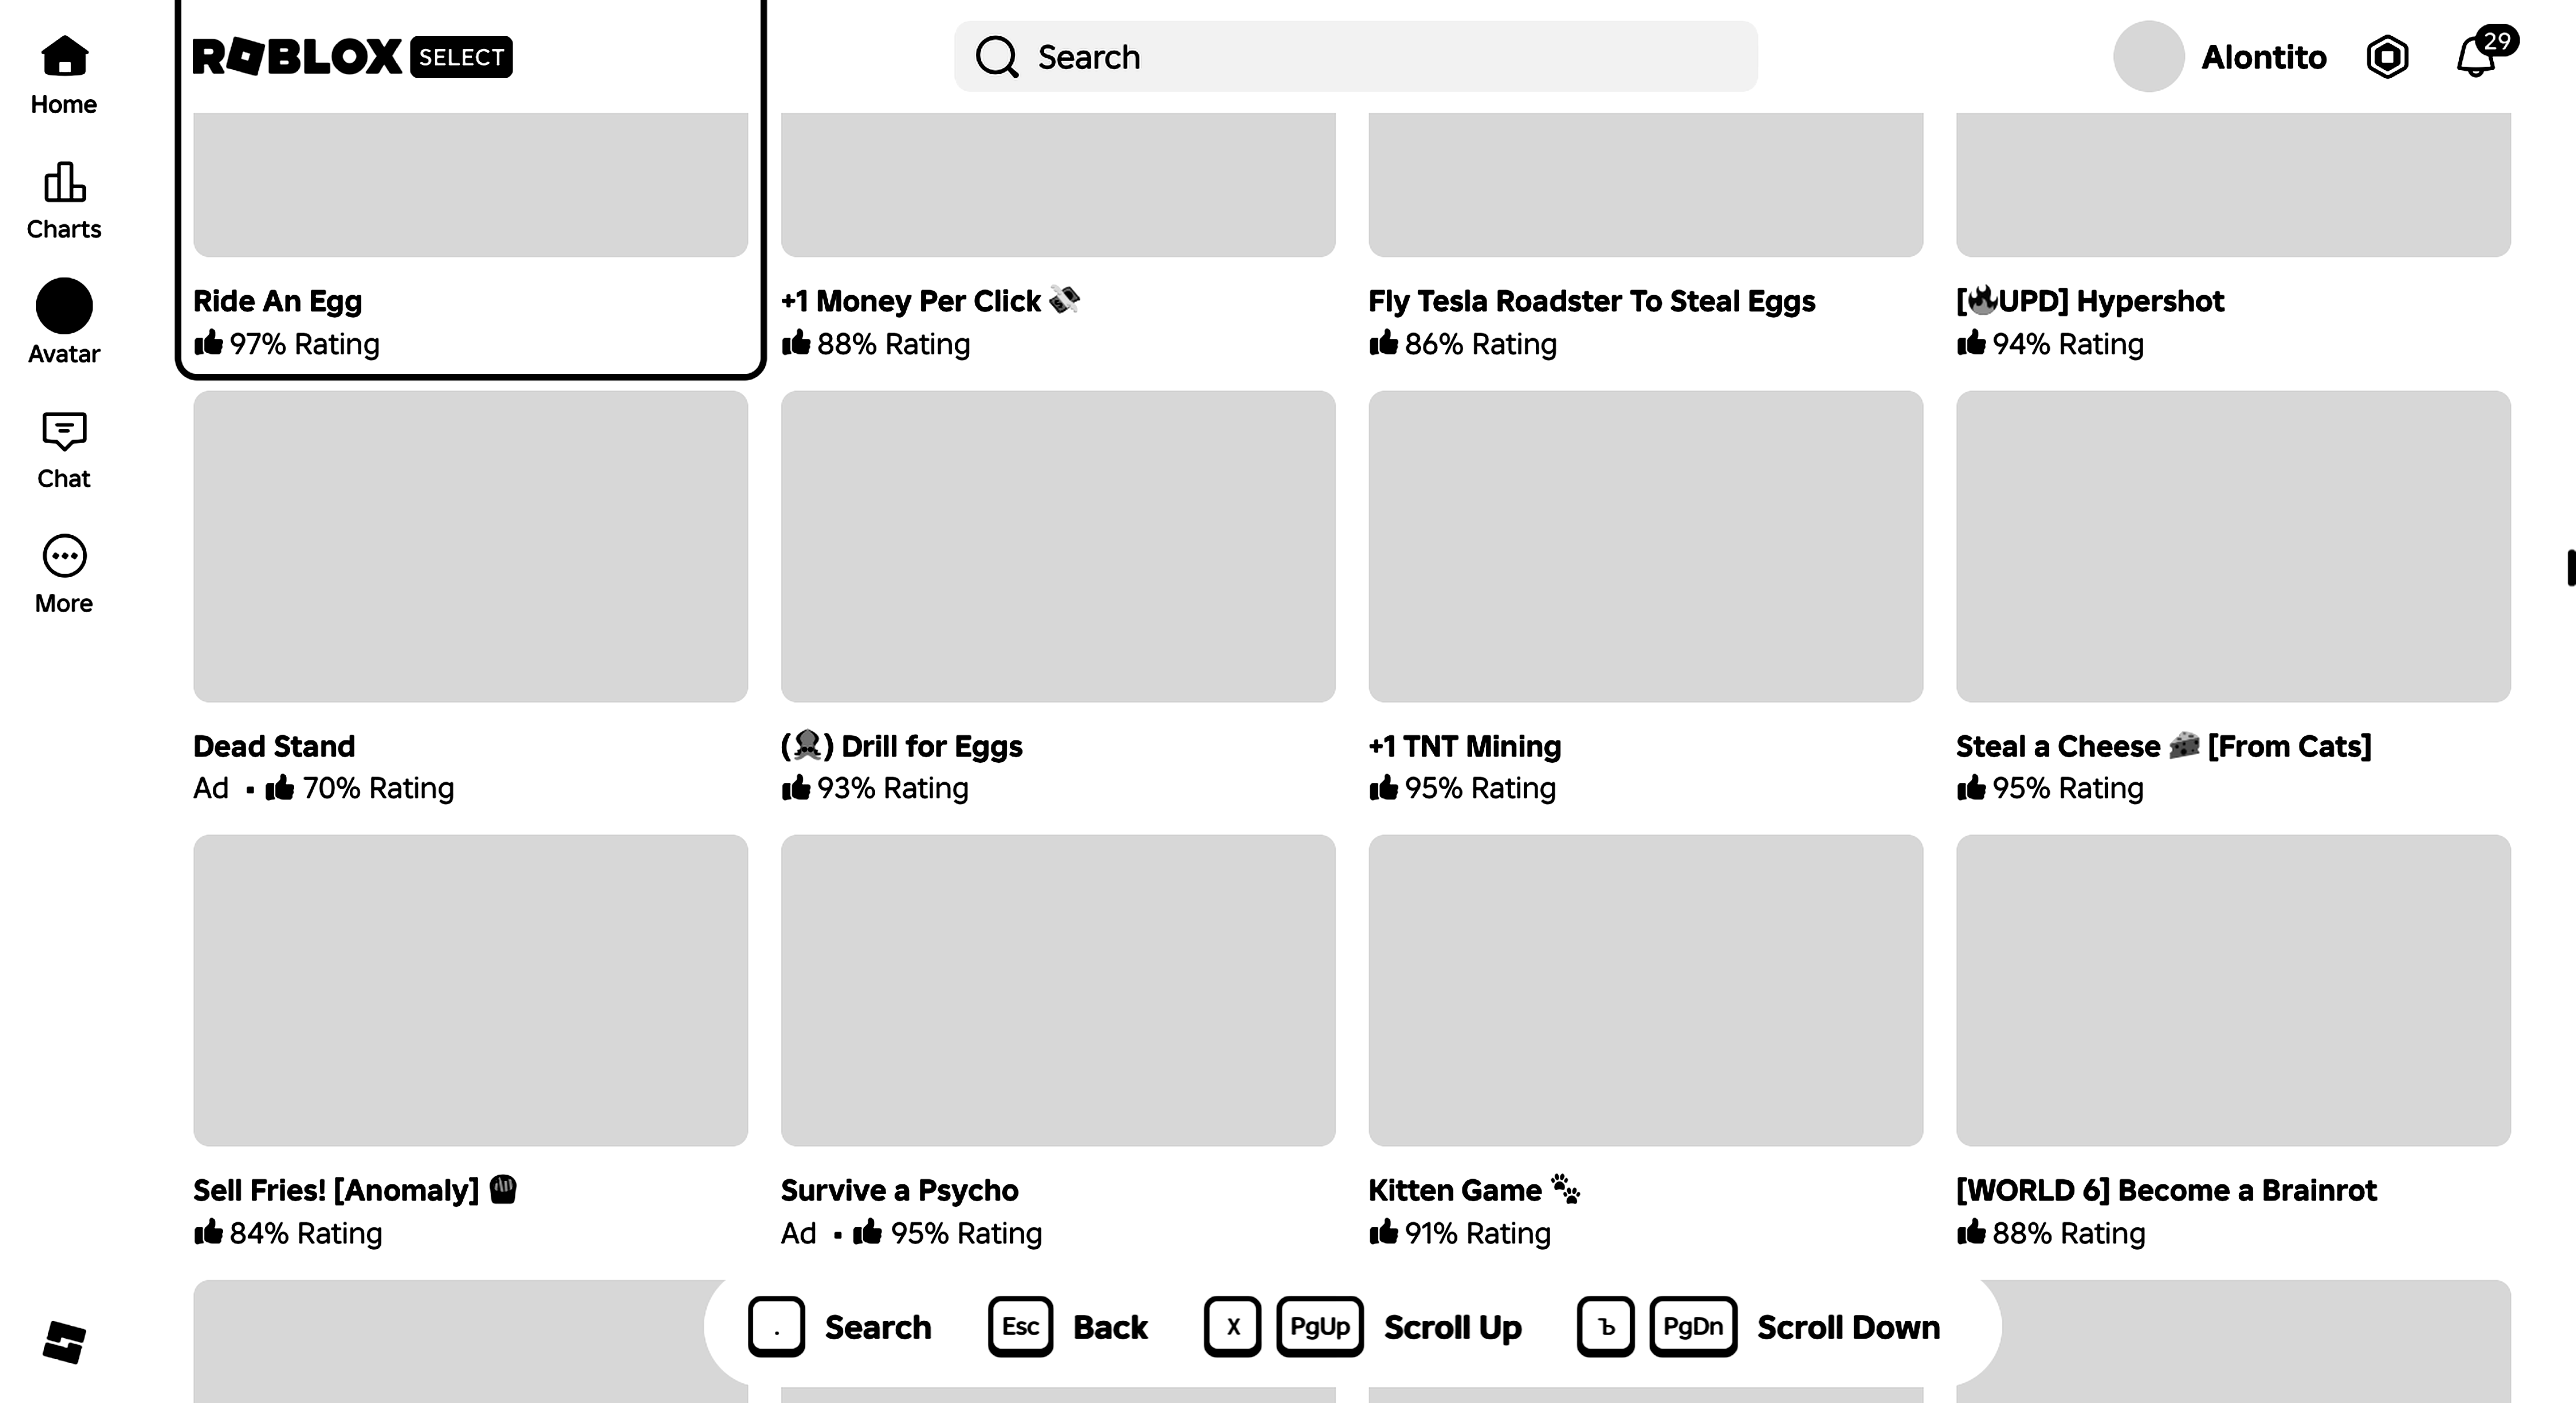 Home
Charts
Avatar
Chat
More
ROBLOX SELECT
Search
Alontito
29
Ride An Egg
97% Rating
+1 Money Per Click 💸
88% Rating
Fly Tesla Roadster To Steal Eggs
86% Rating
[🔥UPD] Hypershot
94% Rating
Dead Stand
Ad ▪ 70% Rating
(🦑) Drill for Eggs
93% Rating
+1 TNT Mining
95% Rating
Steal a Cheese 🧀 [From Cats]
95% Rating
Sell Fries! [Anomaly] 🍟
84% Rating
Survive a Psycho
Ad ▪ 95% Rating
Kitten Game 🐾
91% Rating
[WORLD 6] Become a Brainrot
88% Rating
. Search Esc Back X PgUp Scroll Up Ъ PgDn Scroll Down